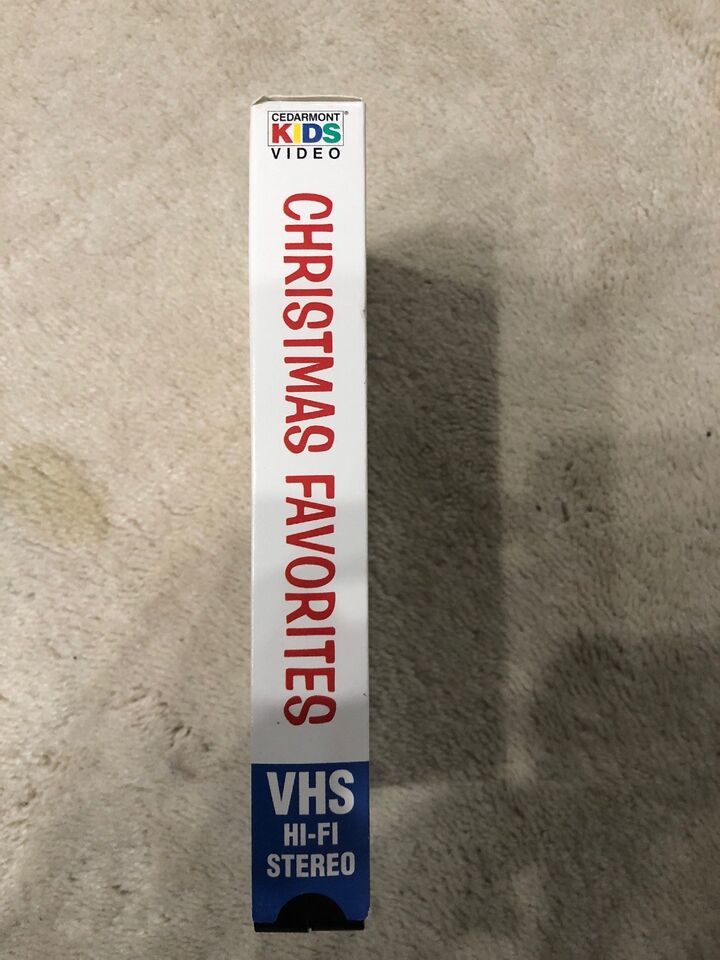 CEDARMONT®
KIDS
VIDEO
CHRISTMAS FAVORITES
VHS
HI-FI
STEREO